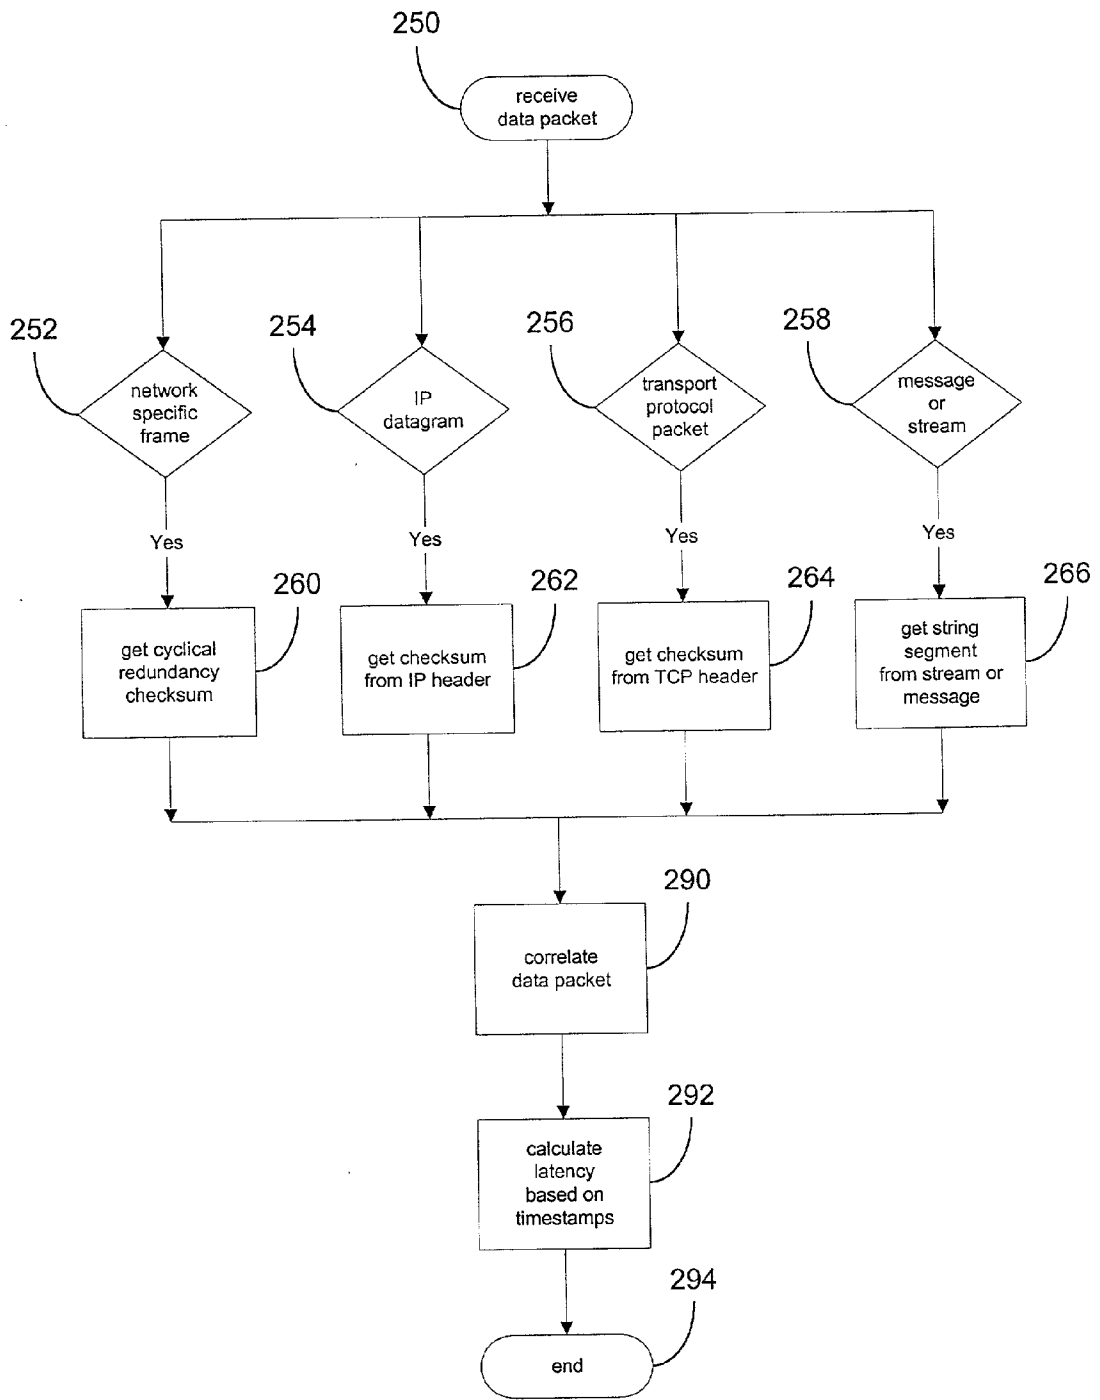 250
receive
data packet
252
254
256
258
network
specific
frame
IP
datagram
transport
protocol
packet
message
or
stream
Yes
Yes
Yes
Yes
260
262
264
266
get cyclical
redundancy
checksum
get checksum
from IP header
get checksum
from TCP header
get string
segment
from stream or
message
290
correlate
data packet
292
calculate
latency
based on
timestamps
294
end